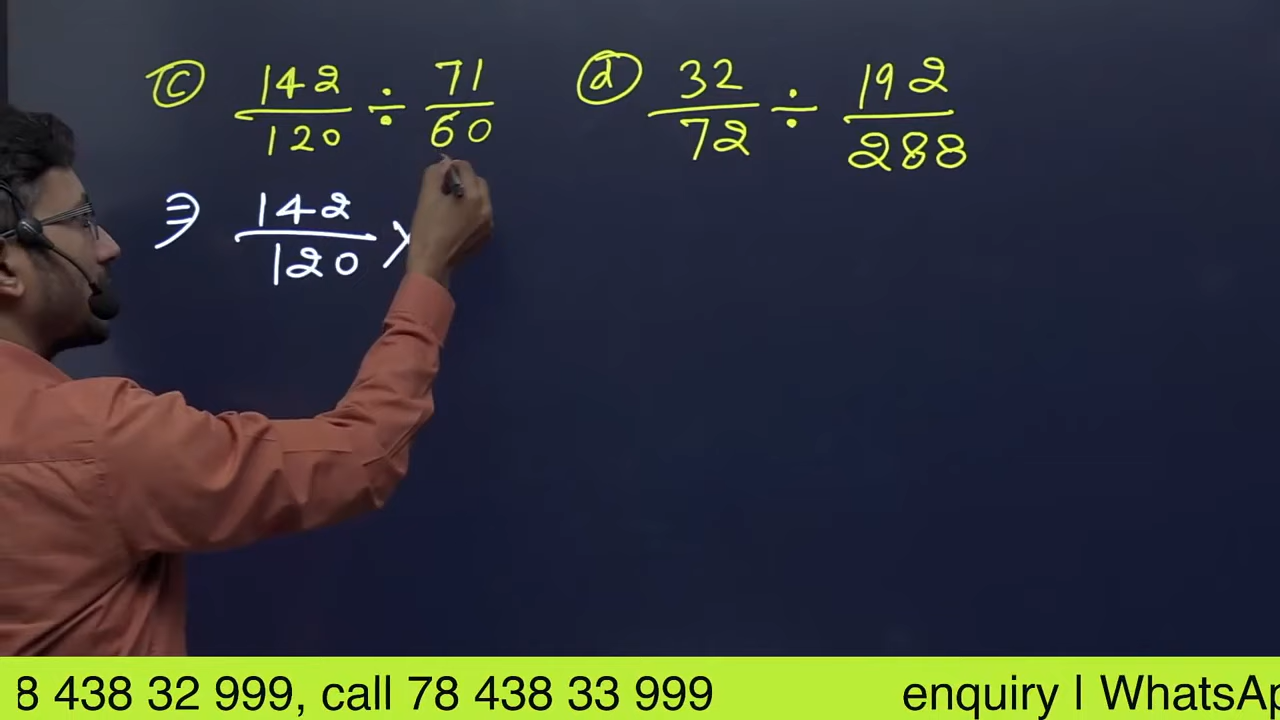 c 142/120 ÷ 71/60
d 32/72 ÷ 192/288
⇒ 142/120 ×
8 438 32 999, call 78 438 33 999 enquiry | WhatsAp